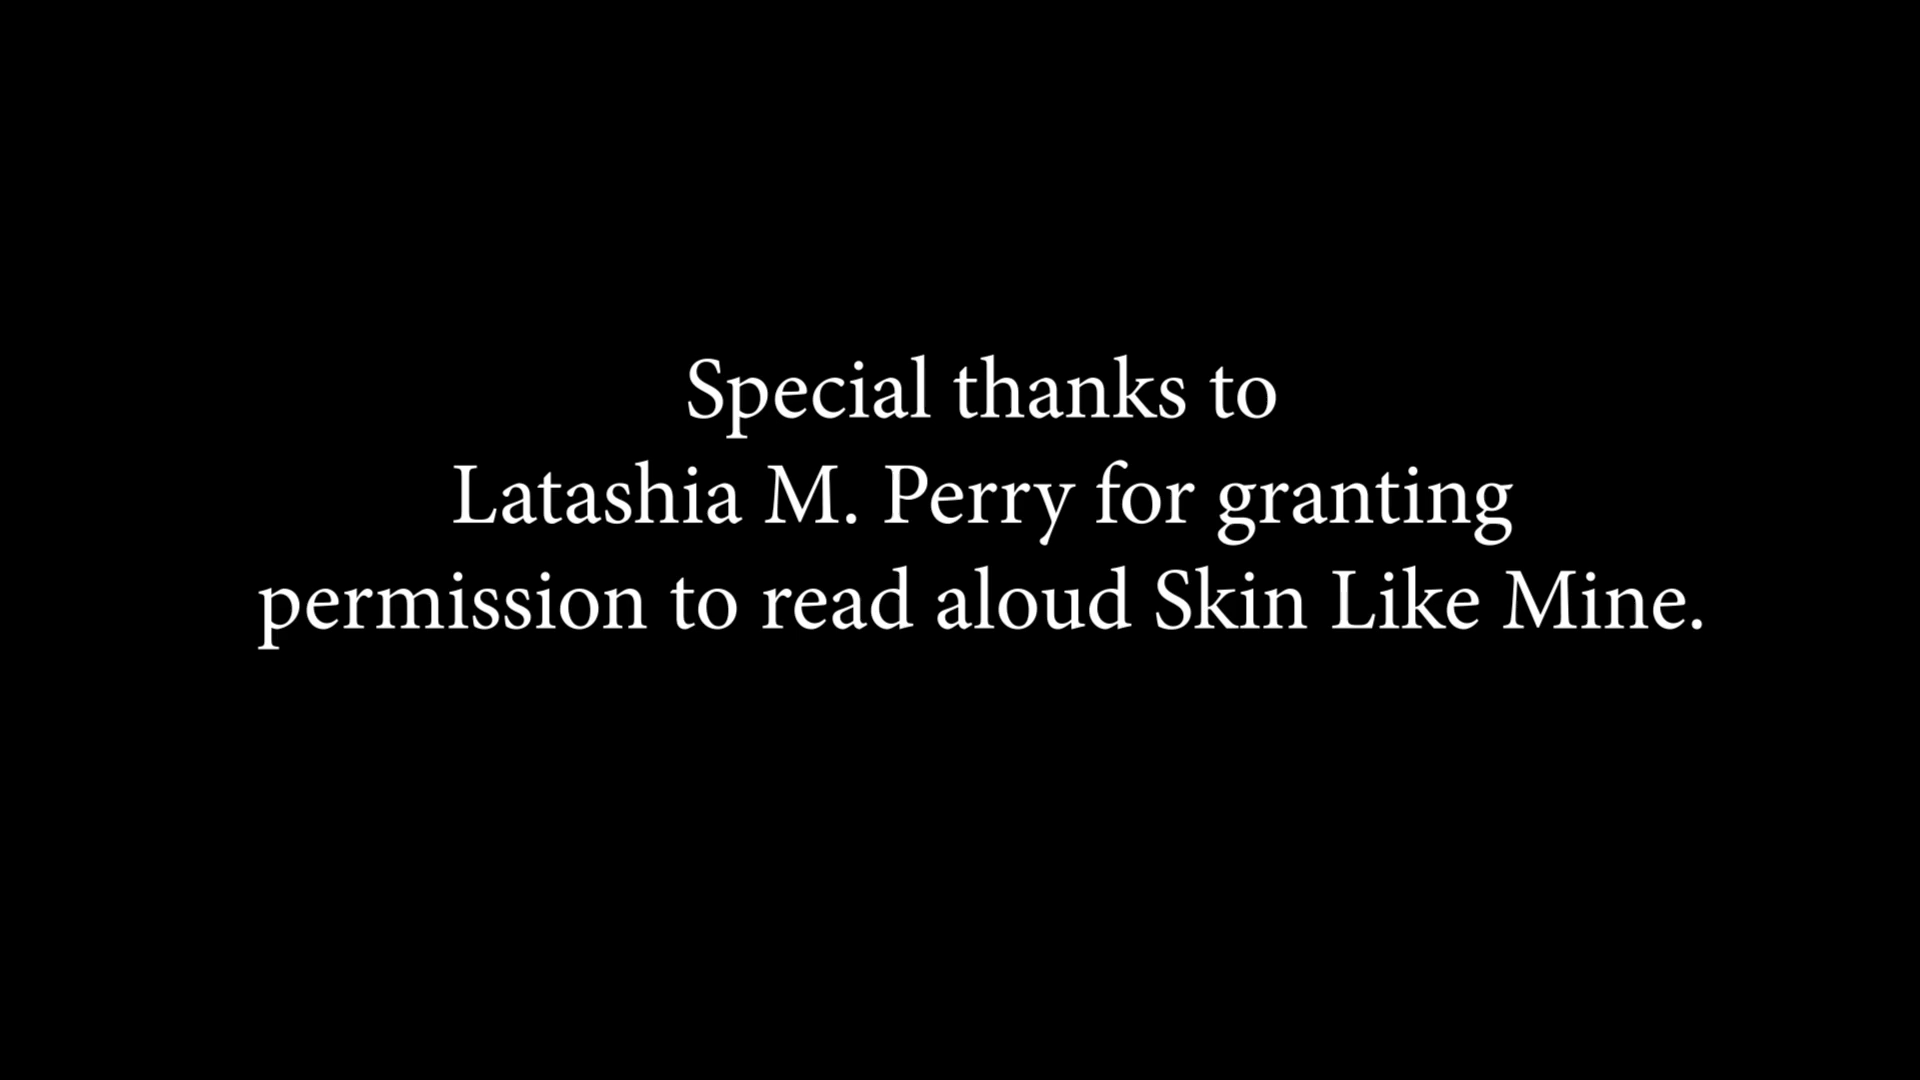 Special thanks to
Latashia M. Perry for granting
permission to read aloud Skin Like Mine.